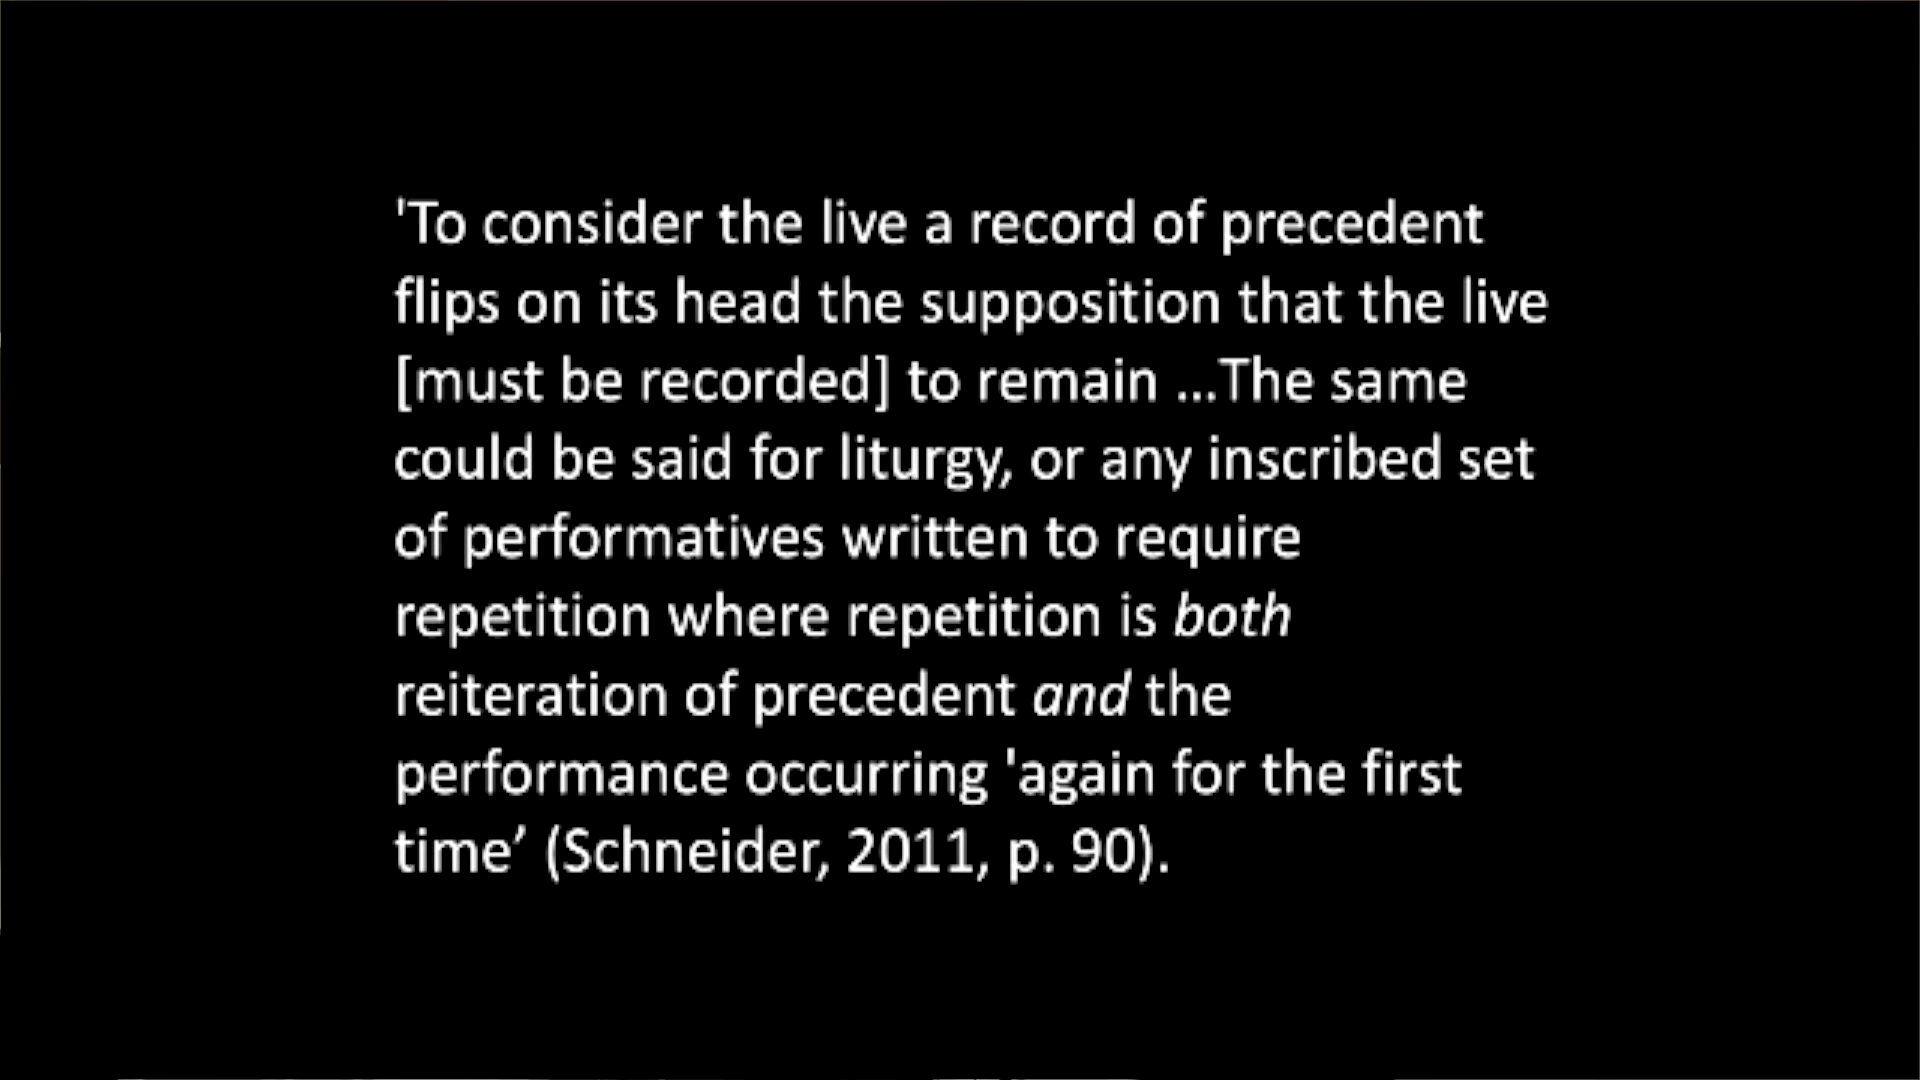 'To consider the live a record of precedent
flips on its head the supposition that the live
[must be recorded] to remain ...The same
could be said for liturgy, or any inscribed set
of performatives written to require
repetition where repetition is both
reiteration of precedent and the
performance occurring 'again for the first
time’ (Schneider, 2011, p. 90).